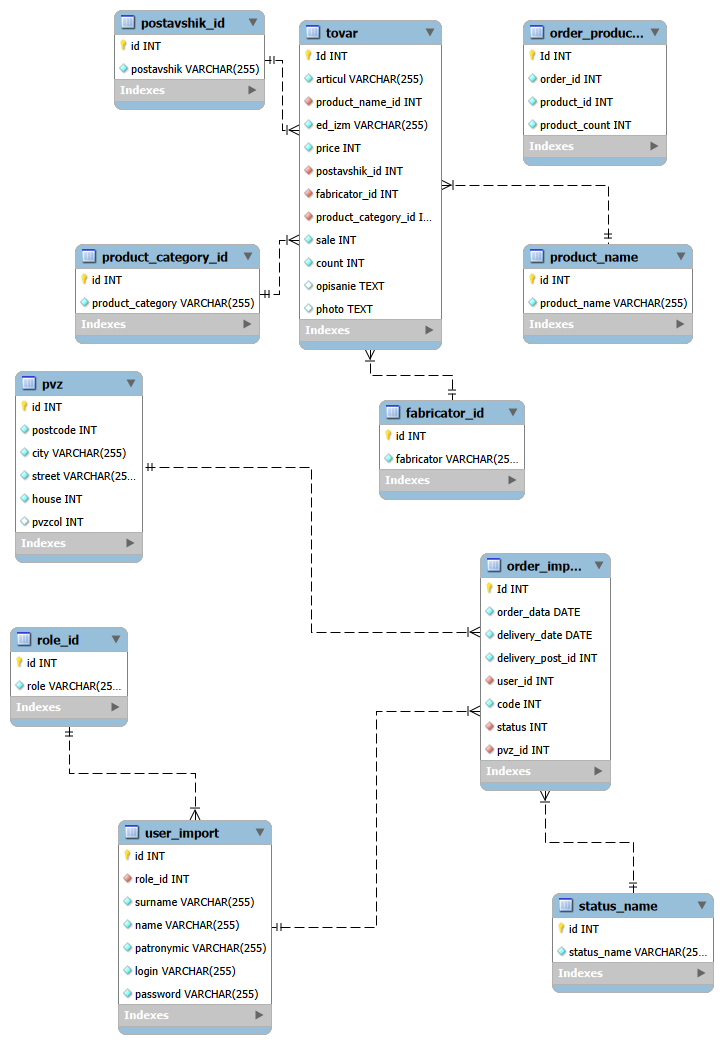 postavshik_id
id INT
postavshik VARCHAR(255)
Indexes
tovar
Id INT
articul VARCHAR(255)
product_name_id INT
ed_izm VARCHAR(255)
price INT
postavshik_id INT
fabricator_id INT
product_category_id I...
sale INT
count INT
opisanie TEXT
photo TEXT
Indexes
order_produc...
Id INT
order_id INT
product_id INT
product_count INT
Indexes
product_category_id
id INT
product_category VARCHAR(255)
Indexes
product_name
id INT
product_name VARCHAR(255)
Indexes
pvz
id INT
postcode INT
city VARCHAR(255)
street VARCHAR(25...
house INT
pvzcol INT
Indexes
fabricator_id
id INT
fabricator VARCHAR(25...
Indexes
order_imp...
Id INT
order_data DATE
delivery_date DATE
delivery_post_id INT
user_id INT
code INT
status INT
pvz_id INT
Indexes
role_id
id INT
role VARCHAR(25...
Indexes
user_import
id INT
role_id INT
surname VARCHAR(255)
name VARCHAR(255)
patronymic VARCHAR(255)
login VARCHAR(255)
password VARCHAR(255)
Indexes
status_name
id INT
status_name VARCHAR(25...
Indexes